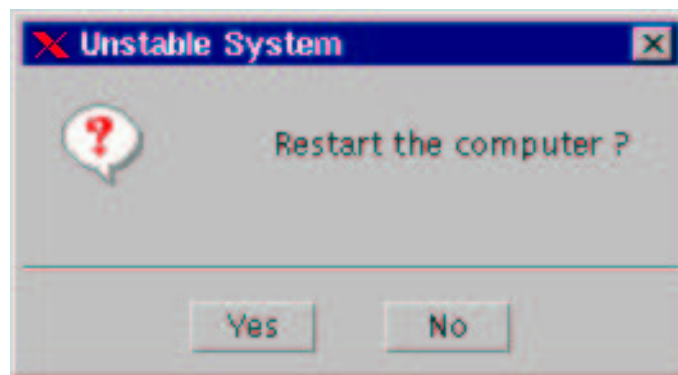 Unstable System
Restart the computer ?
Yes No